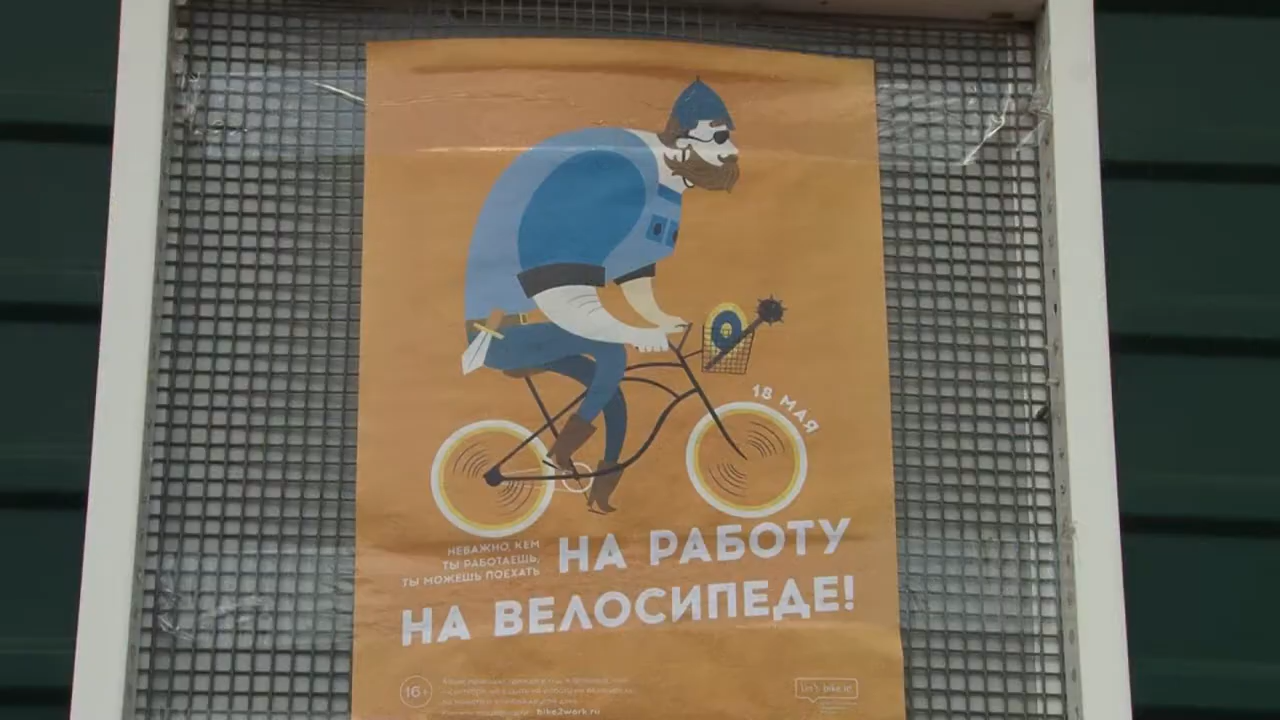 18 МАЯ
НЕВАЖНО, КЕМ
ТЫ РАБОТАЕШЬ,
ТЫ МОЖЕШЬ ПОЕХАТЬ
НА РАБОТУ
НА ВЕЛОСИПЕДЕ!
16+
bike2work.ru
let's bike it!